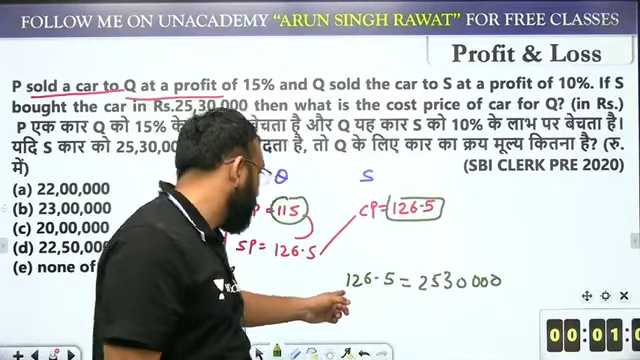 FOLLOW ME ON UNACADEMY “ARUN SINGH RAWAT” FOR FREE CLASSES
Profit & Loss
P sold a car to Q at a profit of 15% and Q sold the car to S at a profit of 10%. If S
bought the car in Rs.25,30,000 then what is the cost price of car for Q? (in Rs.)
P एक कार Q को 15% के बेचता है और Q यह कार S को 10% के लाभ पर बेचता है।
यदि S कार को 25,30,00 दता है, तो Q के लिए कार का क्रय मूल्य कितना है? (रु.
में) (SBI CLERK PRE 2020)
(a) 22,00,000
(b) 23,00,000
(c) 20,00,000
(d) 22,50,000
(e) none of
Q S
P = 115 CP = 126.5
SP = 126.5
126.5 = 2530000
00:01:0